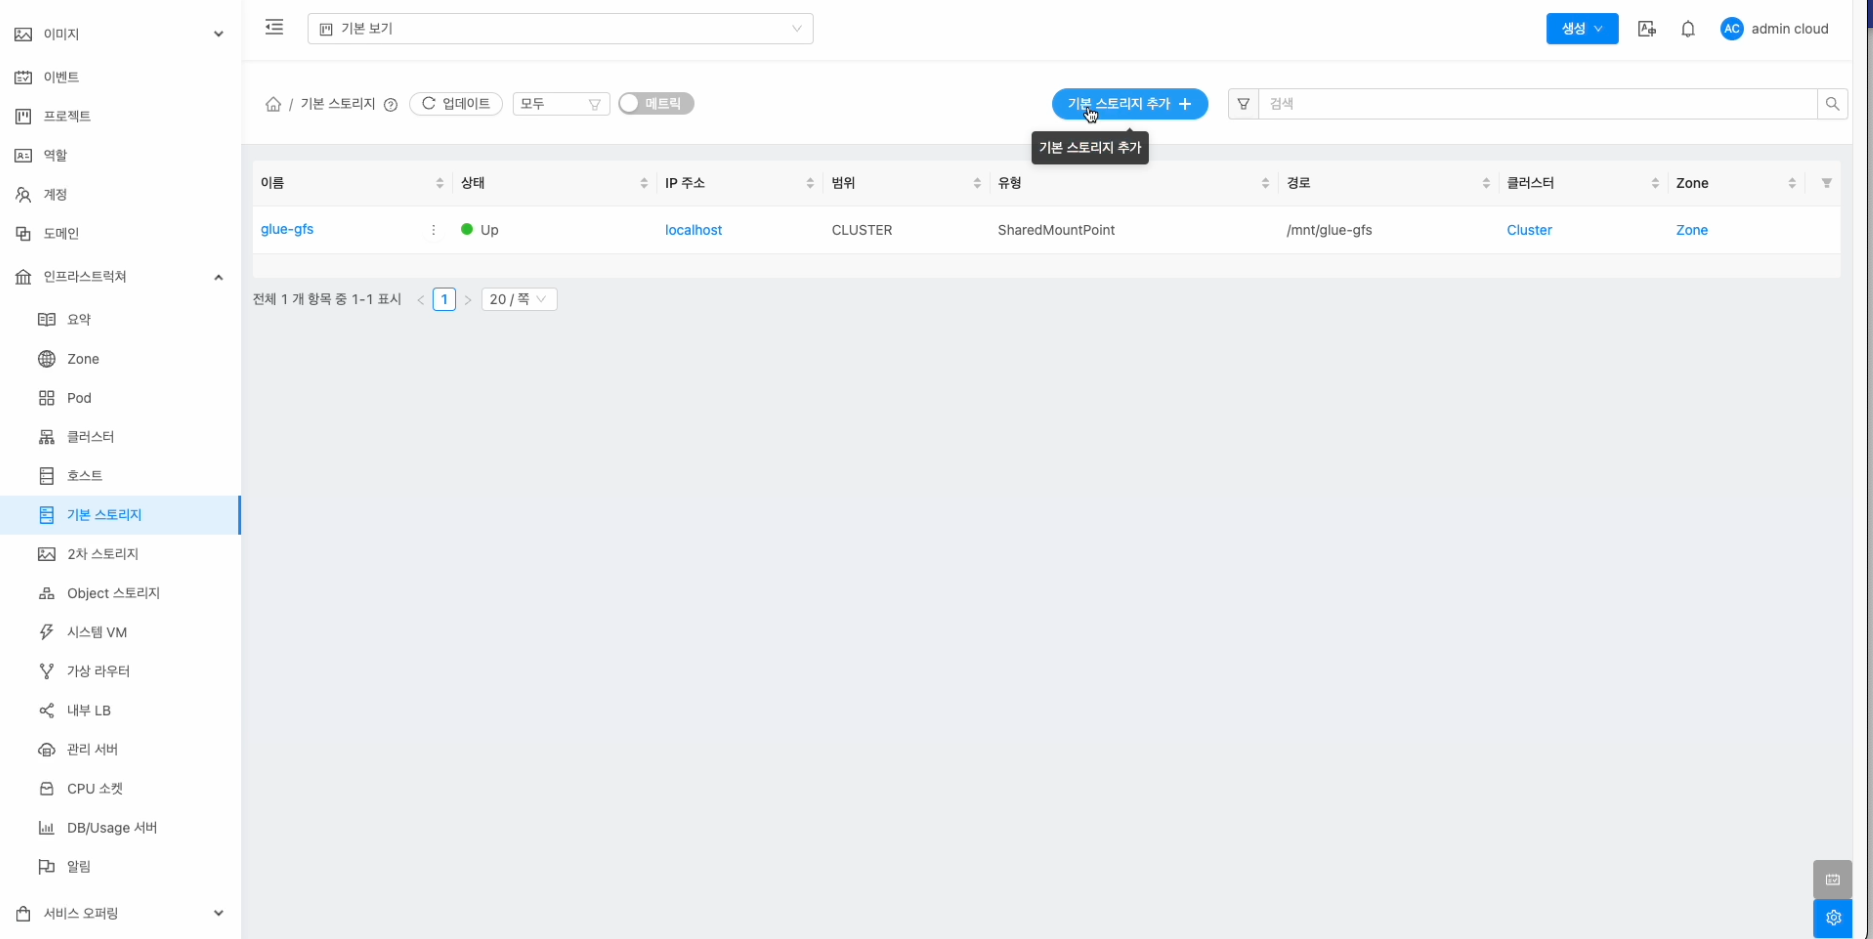 이미지
이벤트
프로젝트
역할
계정
도메인
인프라스트럭쳐
요약
Zone
Pod
클러스터
호스트
기본 스토리지
2차 스토리지
Object 스토리지
시스템 VM
가상 라우터
내부 LB
관리 서버
CPU 소켓
DB/Usage 서버
알림
서비스 오퍼링
기본 보기
생성
AC admin cloud
/ 기본 스토리지 업데이트 모두 메트릭
기본 스토리지 추가 +
검색
기본 스토리지 추가
이름 상태 IP 주소 범위 유형 경로 클러스터 Zone
glue-gfs Up localhost CLUSTER SharedMountPoint /mnt/glue-gfs Cluster Zone
전체 1 개 항목 중 1-1 표시 < 1 > 20 / 쪽